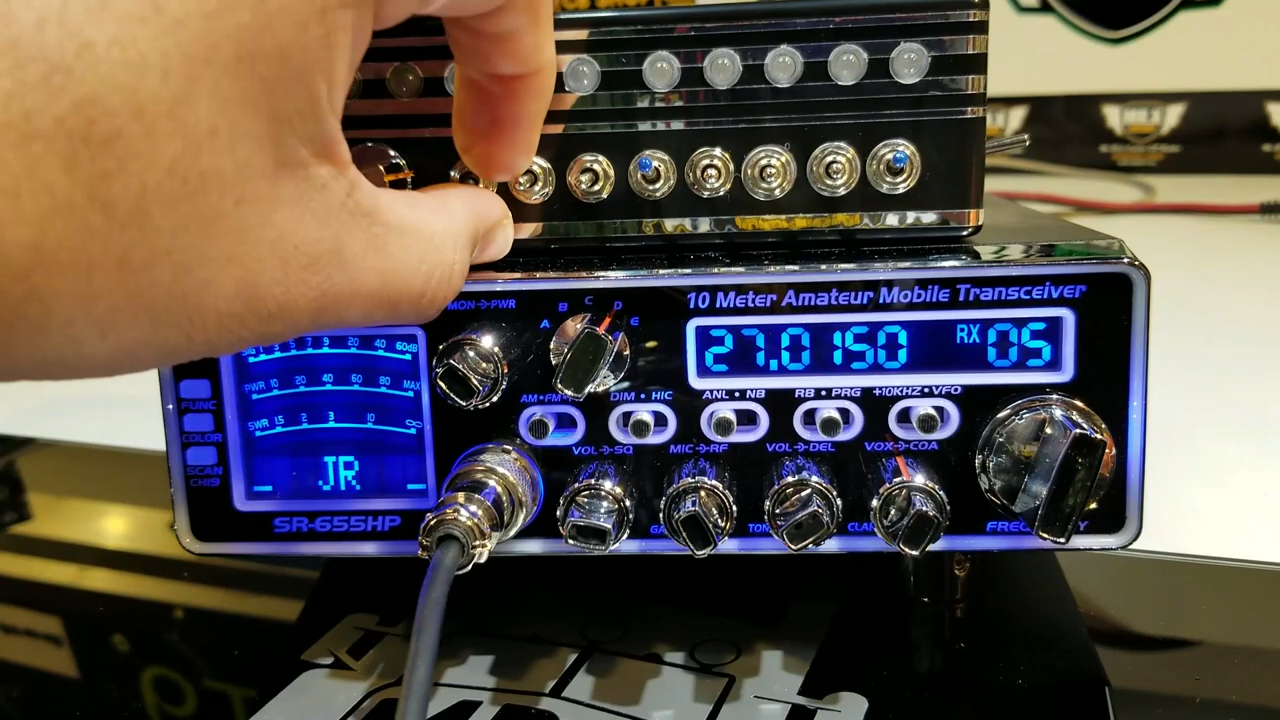 MON PWR
A B C D E
10 Meter Amateur Mobile Transceiver
27.0150 RX 05
S 1 3 5 7 9 20 40 60dB
PWR 10 20 40 60 80 MAX
SWR 1.5 2 3 10 ∞
JR
FUNC
COLOR
SCAN
CH19
SR-655HP
AM•FM•
DIM • HIC
ANL • NB
RB • PRG
+10KHZ • VFO
VOL SQ
MIC RF
VOL DEL
VOX COA